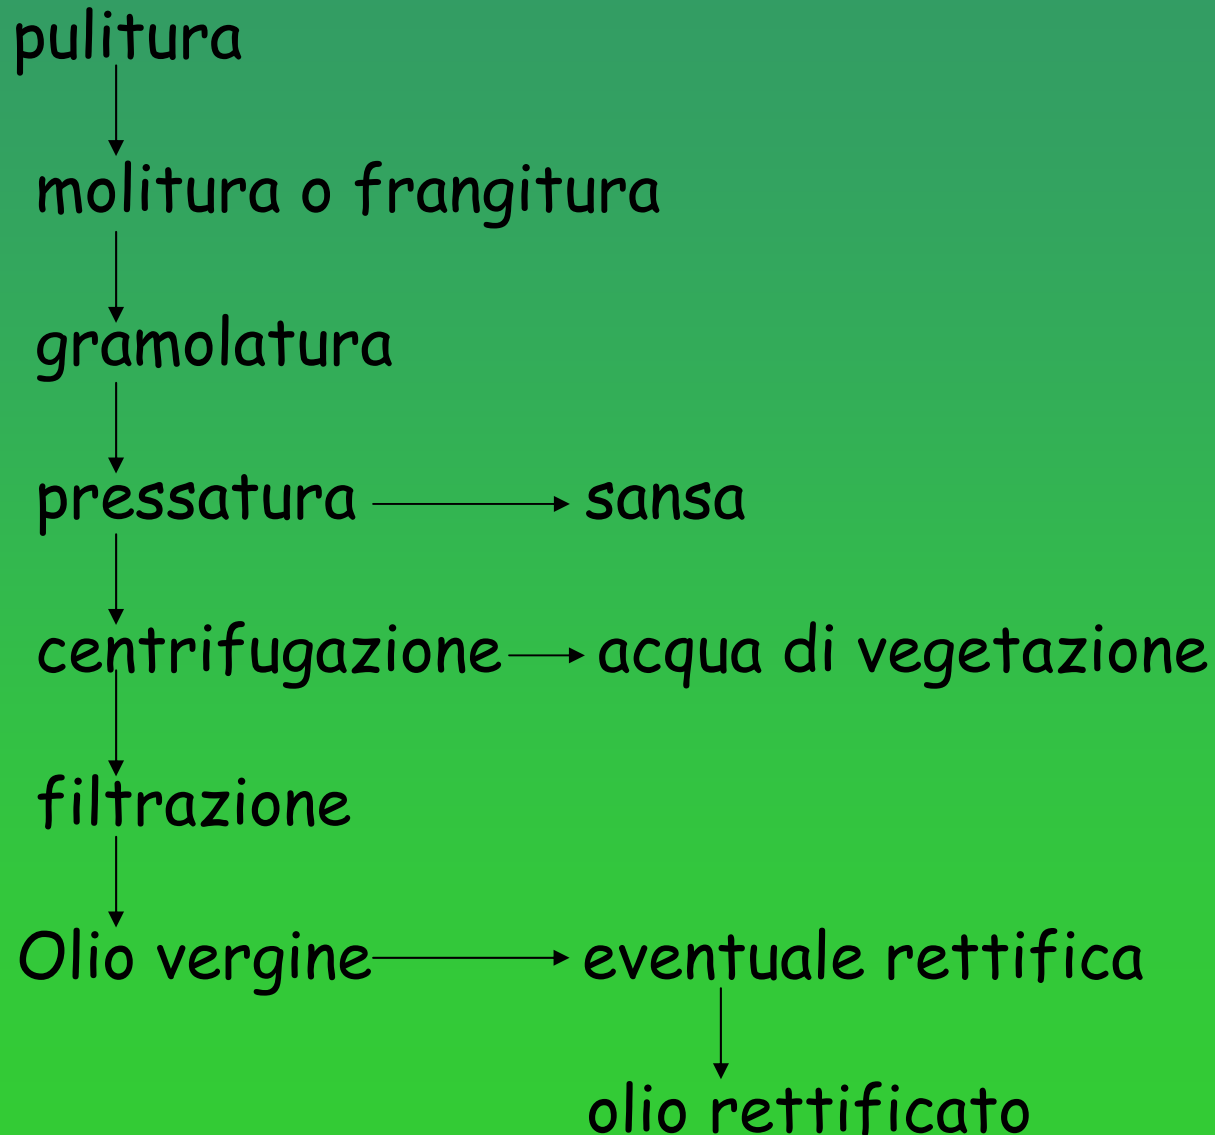 pulitura
molitura o frangitura
gramolatura
pressatura sansa
centrifugazione acqua di vegetazione
filtrazione
Olio vergine eventuale rettifica
olio rettificato